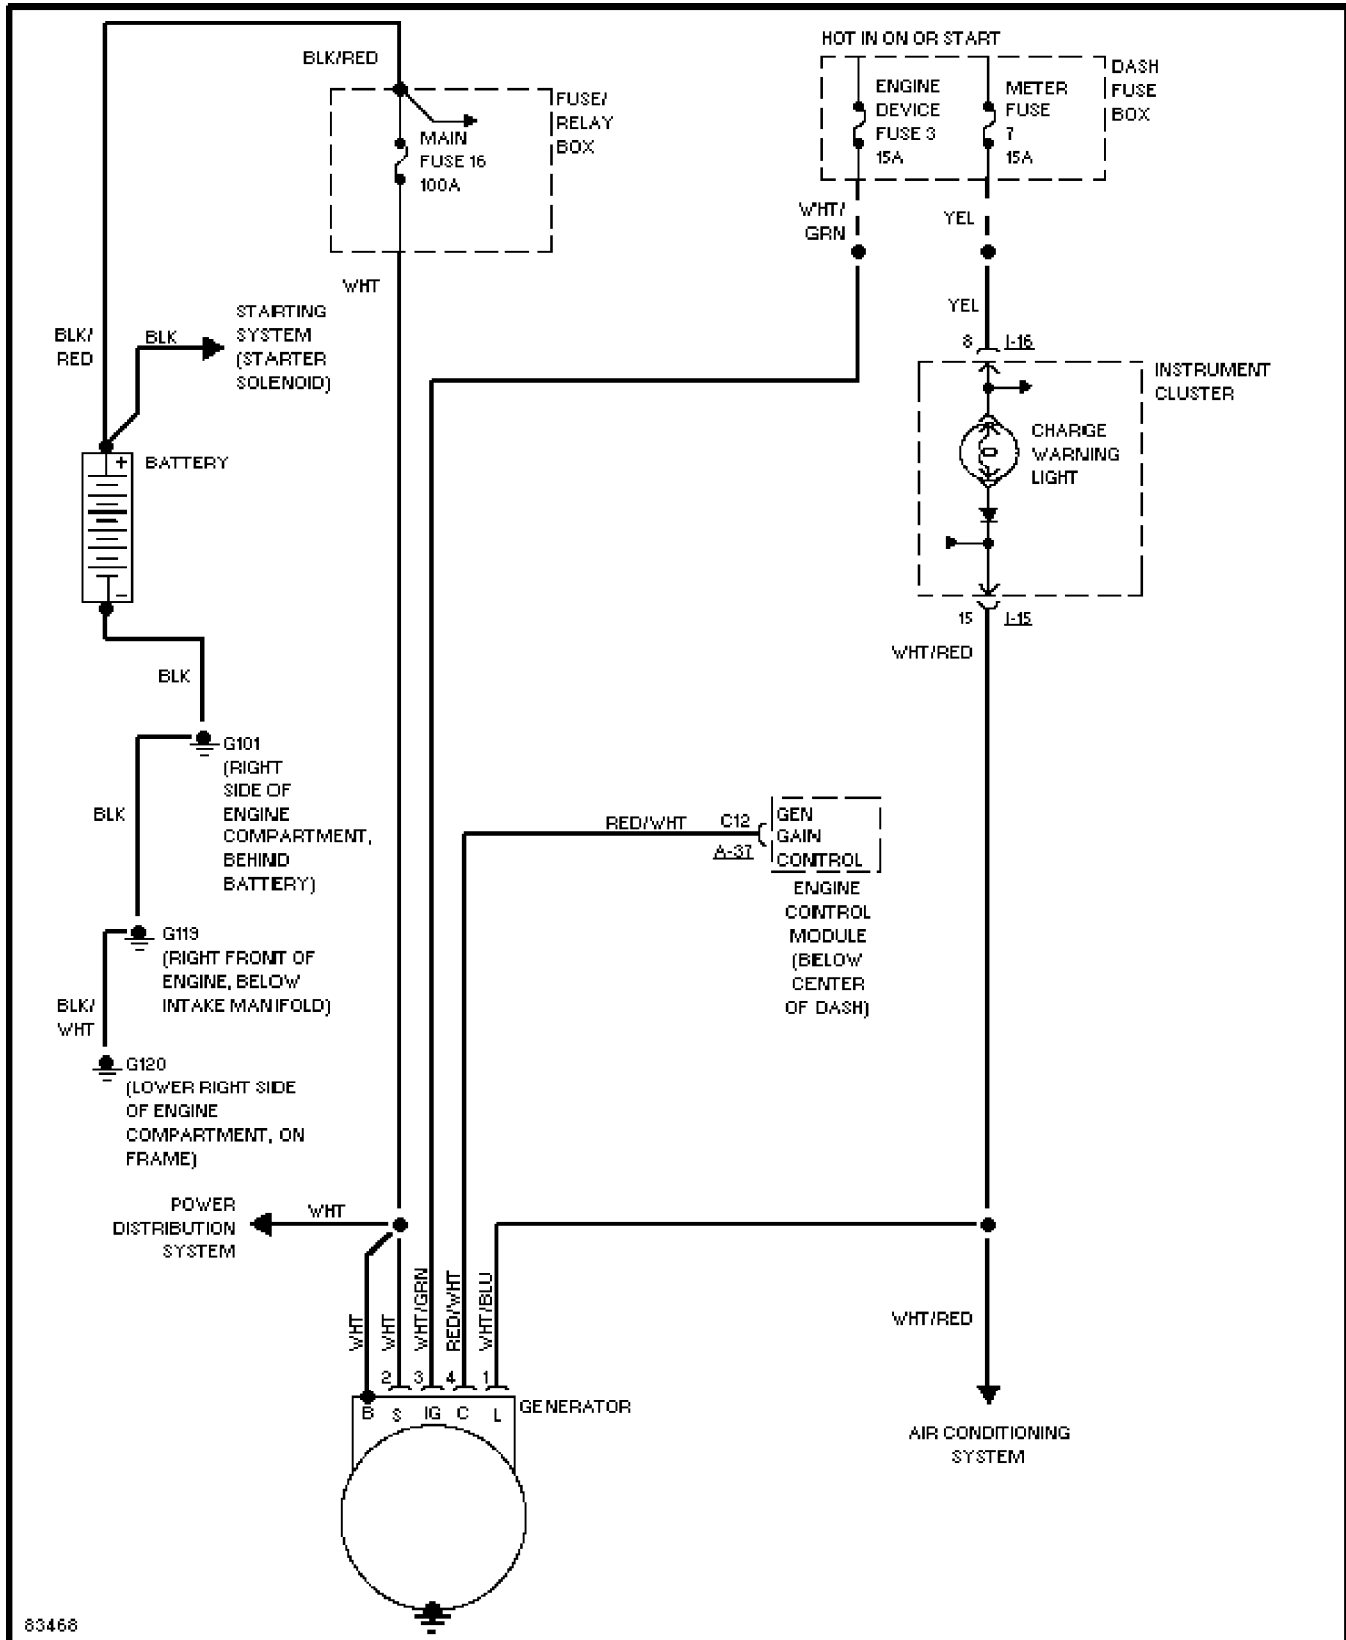 HOT IN ON OR START
BLK/RED
FUSE/
RELAY
BOX
MAIN
FUSE 16
100A
ENGINE
DEVICE
FUSE 3
15A
METER
FUSE
7
15A
DASH
FUSE
BOX
WHT/
GRN
YEL
WHT
YEL
8
I-16
STARTING
SYSTEM
(STARTER
SOLENOID)
BLK/
RED
BLK
INSTRUMENT
CLUSTER
CHARGE
WARNING
LIGHT
+
BATTERY
-
15
I-15
WHT/RED
BLK
G101
(RIGHT
SIDE OF
ENGINE
COMPARTMENT,
BEHIND
BATTERY)
BLK
RED/WHT
C12
A-37
GEN
GAIN
CONTROL
ENGINE
CONTROL
MODULE
(BELOW
CENTER
OF DASH)
G119
(RIGHT FRONT OF
ENGINE, BELOW
INTAKE MANIFOLD)
BLK/
WHT
G120
(LOWER RIGHT SIDE
OF ENGINE
COMPARTMENT, ON
FRAME)
POWER
DISTRIBUTION
SYSTEM
WHT
WHT
WHT
WHT/GRN
RED/WHT
WHT/BLU
WHT/RED
2 3 4 1
B S IG C L
GENERATOR
AIR CONDITIONING
SYSTEM
83468